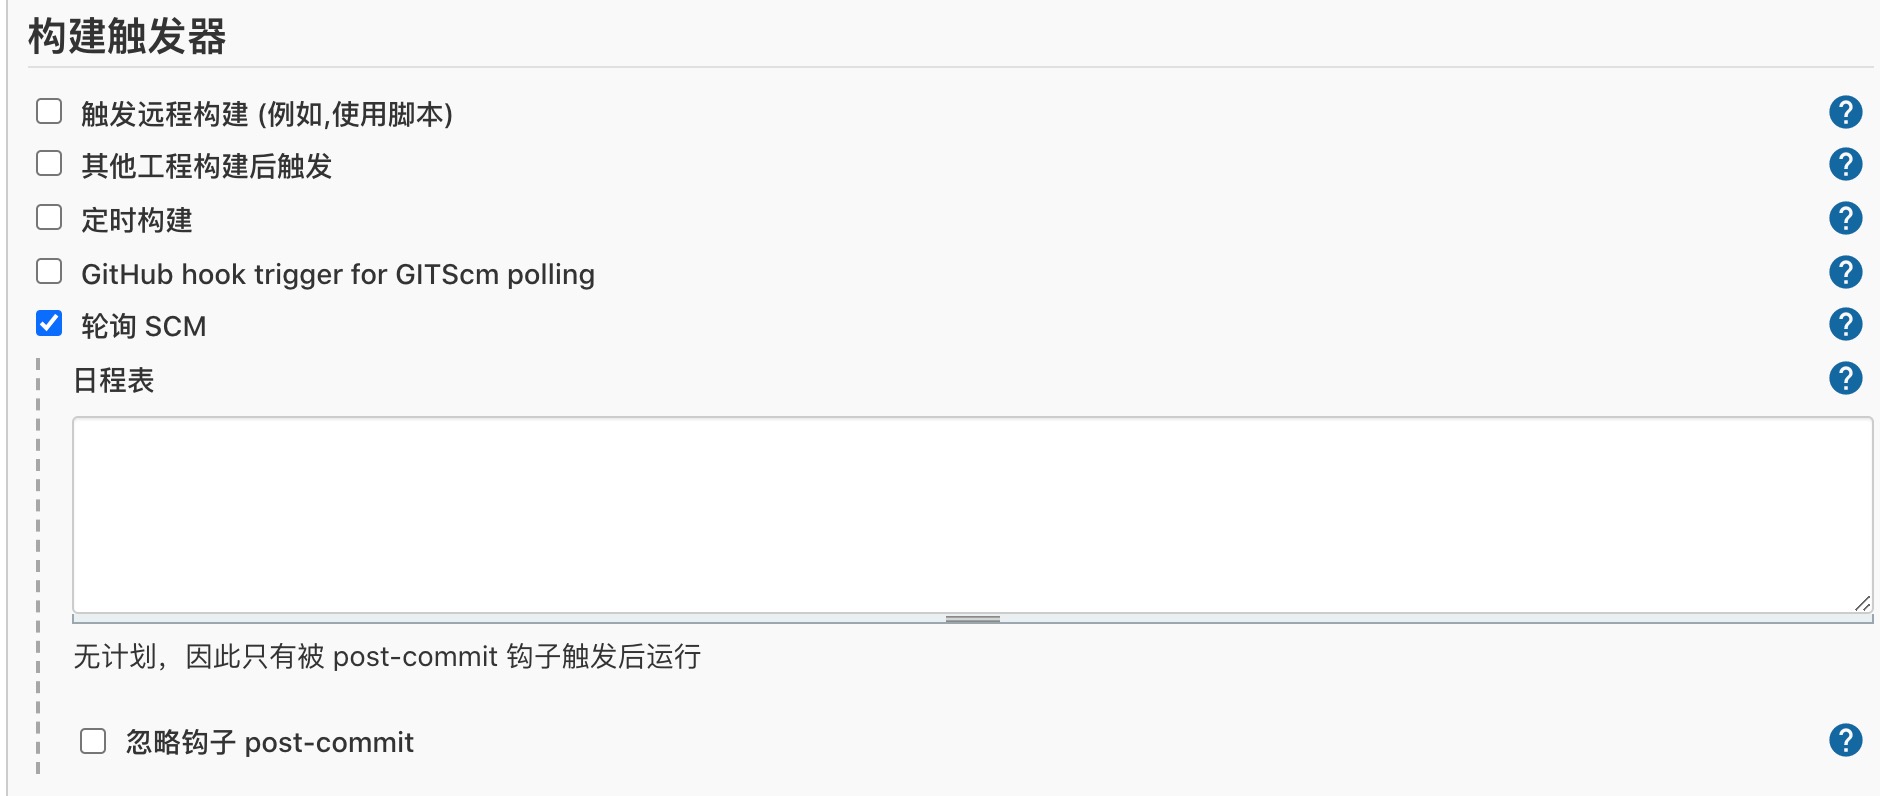 构建触发器
触发远程构建 (例如,使用脚本)
其他工程构建后触发
定时构建
GitHub hook trigger for GITScm polling
轮询 SCM
日程表
无计划，因此只有被 post-commit 钩子触发后运行
忽略钩子 post-commit